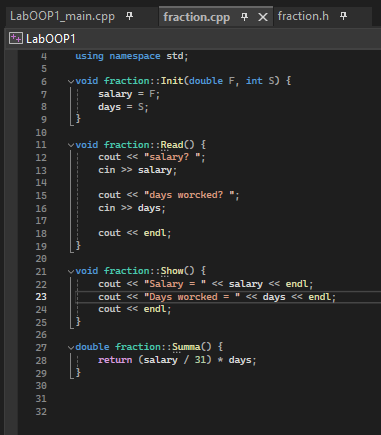 LabOOP1_main.cpp fraction.cpp fraction.h
LabOOP1
4 using namespace std;
5
6 void fraction::Init(double F, int S) {
7 salary = F;
8 days = S;
9 }
10
11 void fraction::Read() {
12 cout << "salary? ";
13 cin >> salary;
14
15 cout << "days worcked? ";
16 cin >> days;
17
18 cout << endl;
19 }
20
21 void fraction::Show() {
22 cout << "Salary = " << salary << endl;
23 cout << "Days worcked = " << days << endl;
24 cout << endl;
25 }
26
27 double fraction::Summa() {
28 return (salary / 31) * days;
29 }
30
31
32